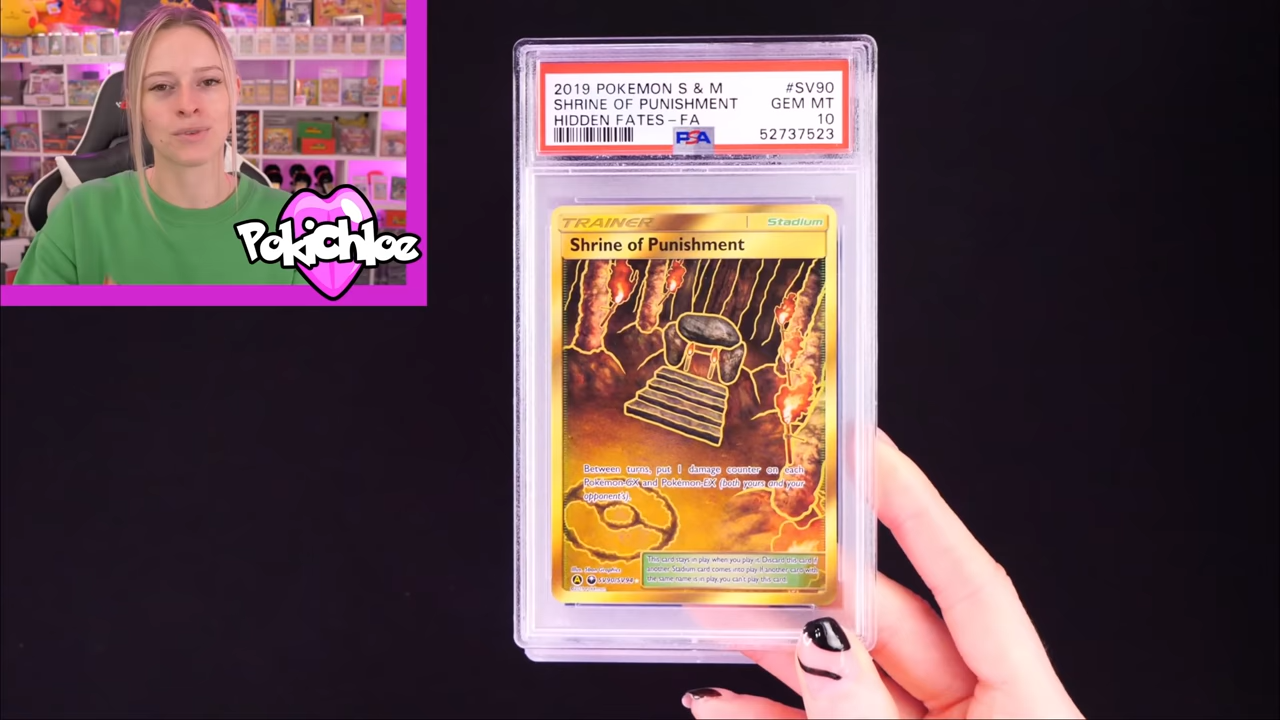 Pokichloe
2019 POKEMON S & M #SV90
SHRINE OF PUNISHMENT GEM MT
HIDDEN FATES - FA 10
PSA 52737523
TRAINER Stadium
Shrine of Punishment
Between turns, put 1 damage counter on each
Pokémon-GX and Pokémon-EX (both yours and your
opponent's).
This card stays in play when you play it. Discard this card if
another Stadium card comes into play. If another card with
the same name is in play, you can't play this card.
SV90/SV94